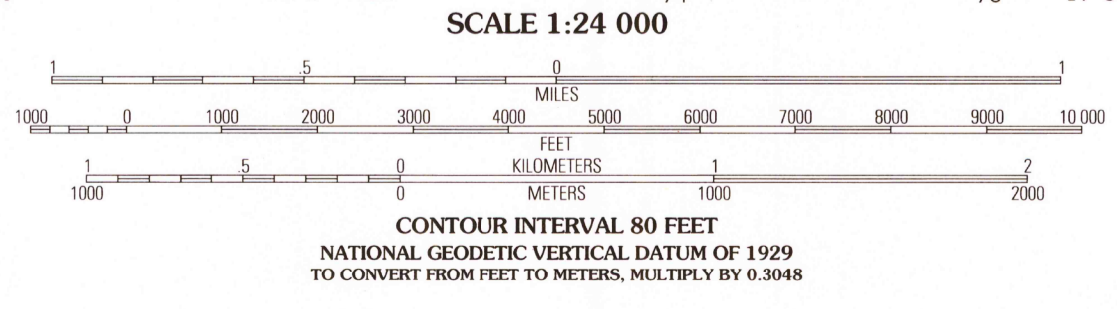 SCALE 1:24 000
1 .5 0 1
MILES
1000 0 1000 2000 3000 4000 5000 6000 7000 8000 9000 10 000
FEET
1 .5 0 KILOMETERS 1 2
1000 0 METERS 1000 2000
CONTOUR INTERVAL 80 FEET
NATIONAL GEODETIC VERTICAL DATUM OF 1929
TO CONVERT FROM FEET TO METERS, MULTIPLY BY 0.3048